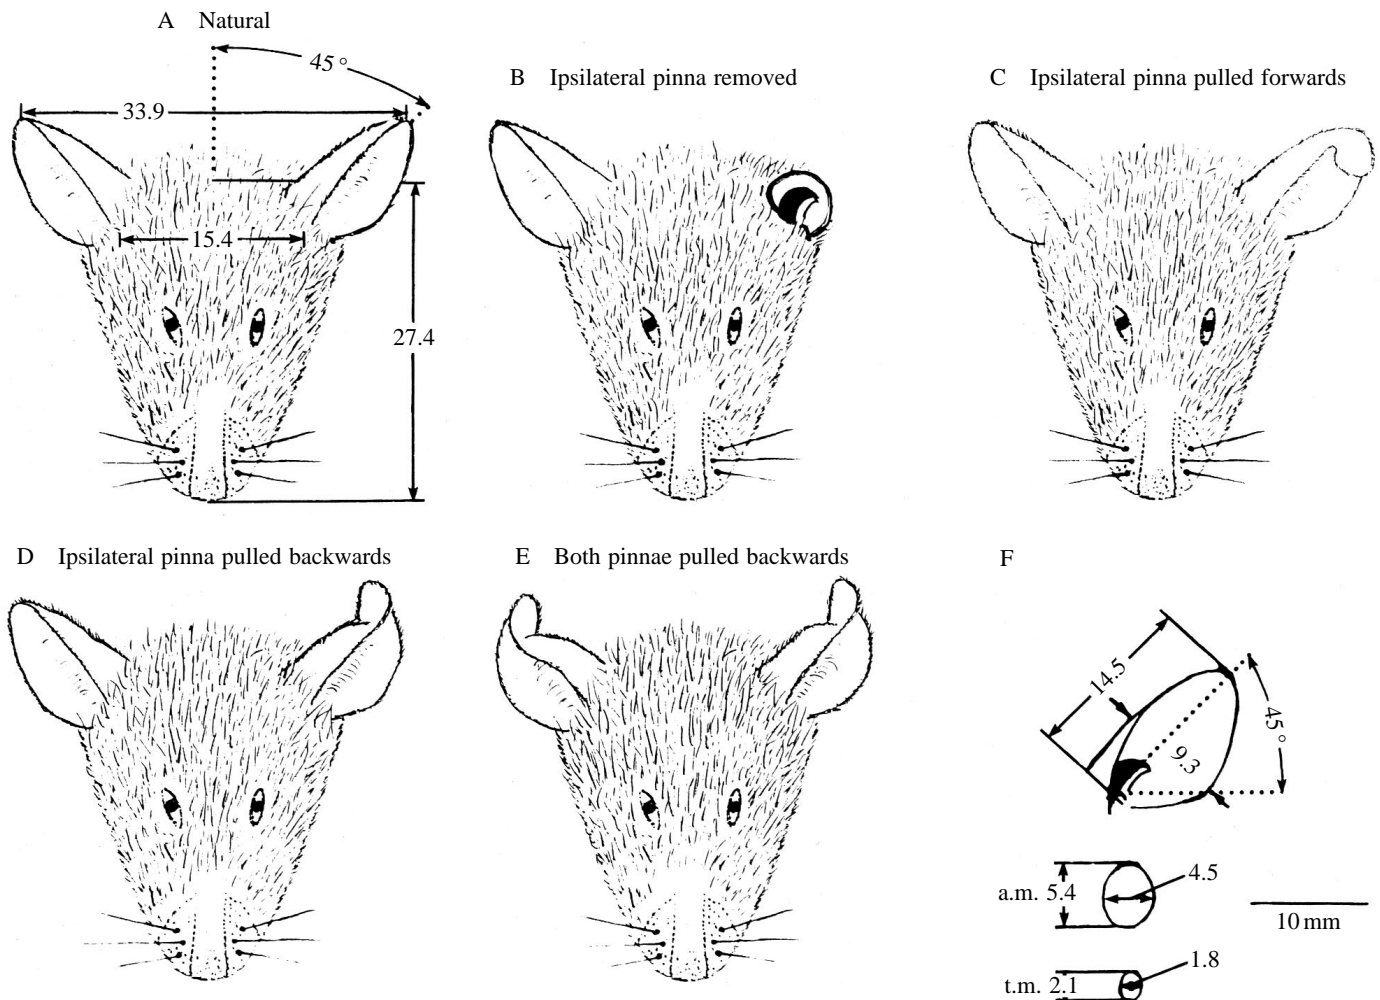 A Natural
45°
33.9
15.4
27.4
B Ipsilateral pinna removed
C Ipsilateral pinna pulled forwards
D Ipsilateral pinna pulled backwards
E Both pinnae pulled backwards
F
14.5
9.3
45°
a.m. 5.4
4.5
10 mm
t.m. 2.1
1.8